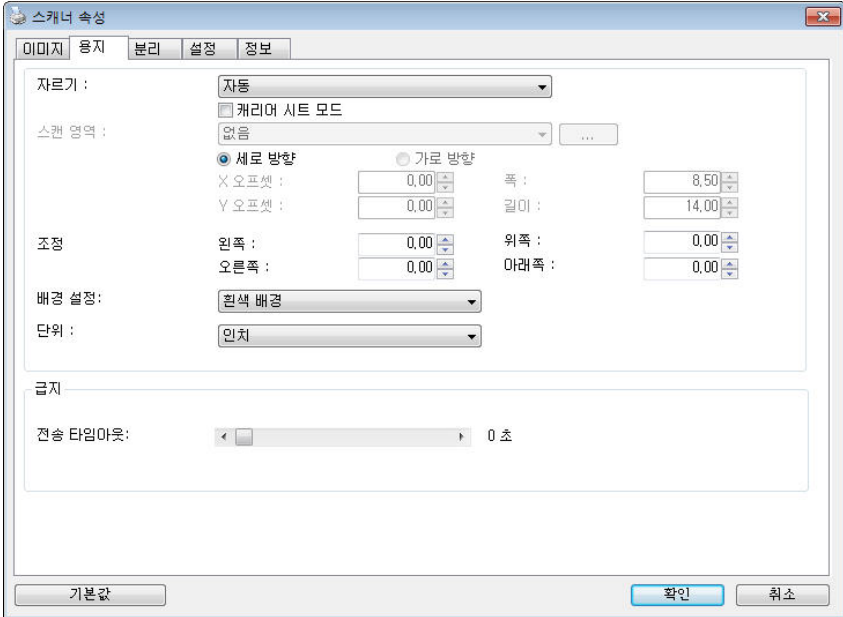 스캐너 속성
이미지 용지 분리 설정 정보
자르기 : 자동
캐리어 시트 모드
스캔 영역 : 없음 ...
세로 방향 가로 방향
X 오프셋 : 0,00 폭 : 8,50
Y 오프셋 : 0,00 길이 : 14,00
조정 왼쪽 : 0,00 위쪽 : 0,00
오른쪽 : 0,00 아래쪽 : 0,00
배경 설정: 흰색 배경
단위 : 인치
급지
전송 타임아웃: 0 초
기본값 확인 취소